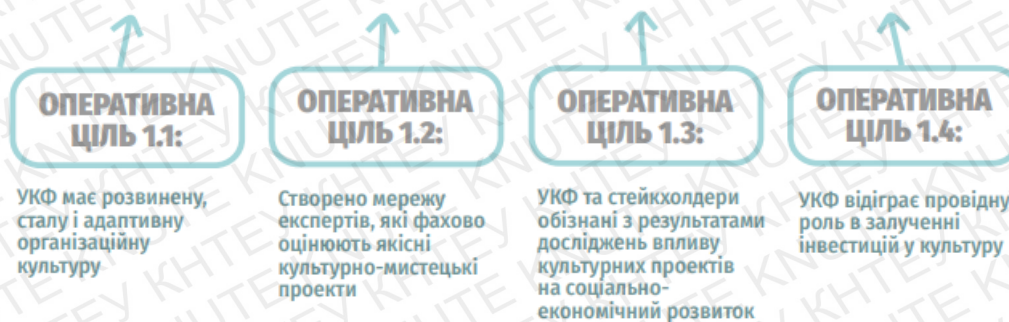 ОПЕРАТИВНА
ЦІЛЬ 1.1:
УКФ має розвинену,
сталу і адаптивну
організаційну
культуру
ОПЕРАТИВНА
ЦІЛЬ 1.2:
Створено мережу
експертів, які фахово
оцінюють якісні
культурно-мистецькі
проекти
ОПЕРАТИВНА
ЦІЛЬ 1.3:
УКФ та стейкхолдери
обізнані з результатами
досліджень впливу
культурних проектів
на соціально-
економічний розвиток
ОПЕРАТИВНА
ЦІЛЬ 1.4:
УКФ відіграє провідну
роль в залученні
інвестицій у культуру